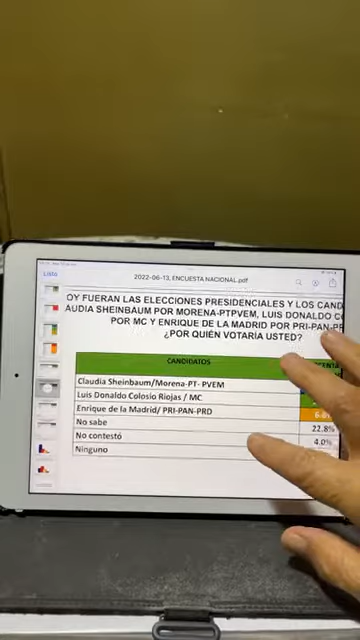 Listo
2022-06-13, ENCUESTA NACIONAL.pdf
OY FUERAN LAS ELECCIONES PRESIDENCIALES Y LOS CAND
AUDIA SHEINBAUM POR MORENA-PTPVEM, LUIS DONALDO C
POR MC Y ENRIQUE DE LA MADRID POR PRI-PAN-PR
¿POR QUIÉN VOTARÍA USTED?
CANDIDATOS
Claudia Sheinbaum/Morena-PT- PVEM
Luis Donaldo Colosio Riojas / MC
Enrique de la Madrid/ PRI-PAN-PRD
No sabe 22.8%
No contestó 4.0%
Ninguno